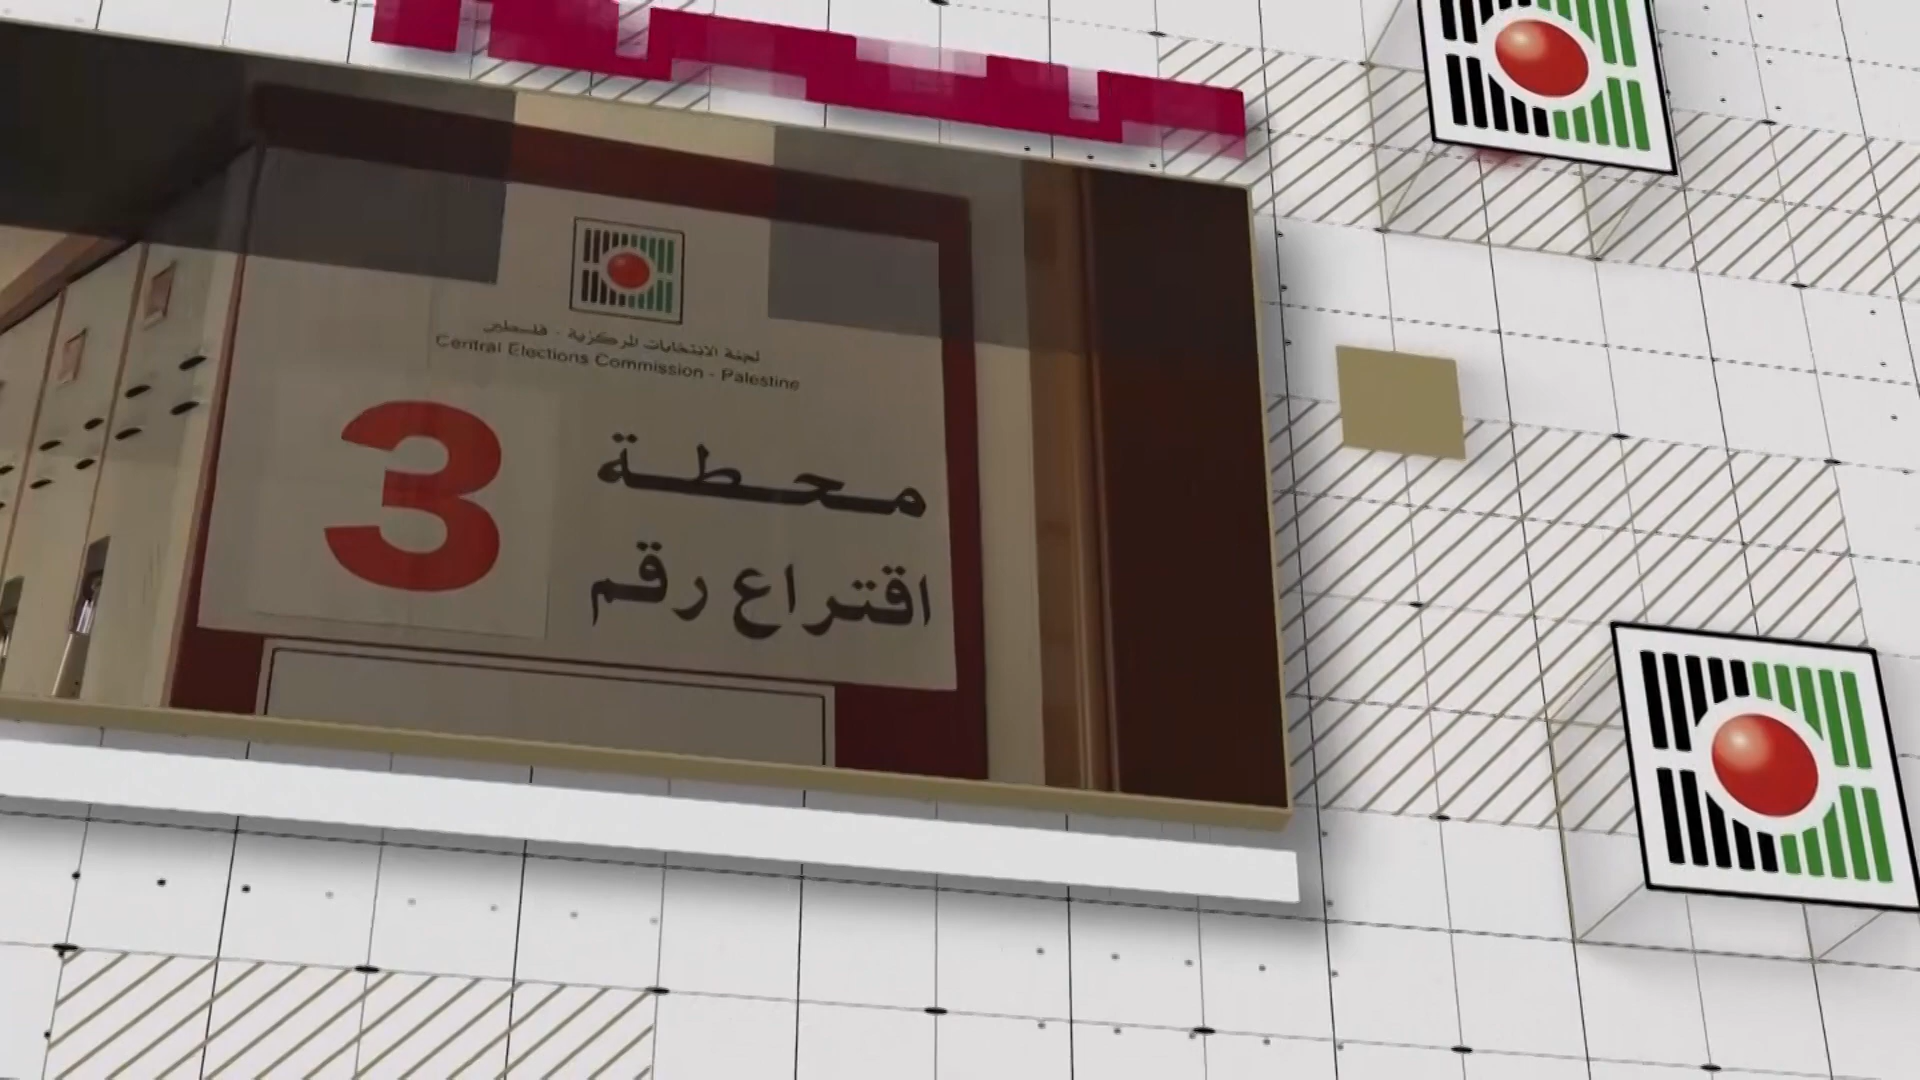 لجنة الانتخابات المركزية - فلسطين
Central Elections Commission - Palestine
محطة
اقتراع رقم
3